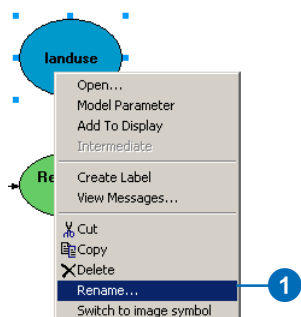 landuse
Open...
Model Parameter
Add To Display
Intermediate
Create Label
View Messages...
Re
Cut
Copy
Delete
Rename...
1
Switch to image symbol